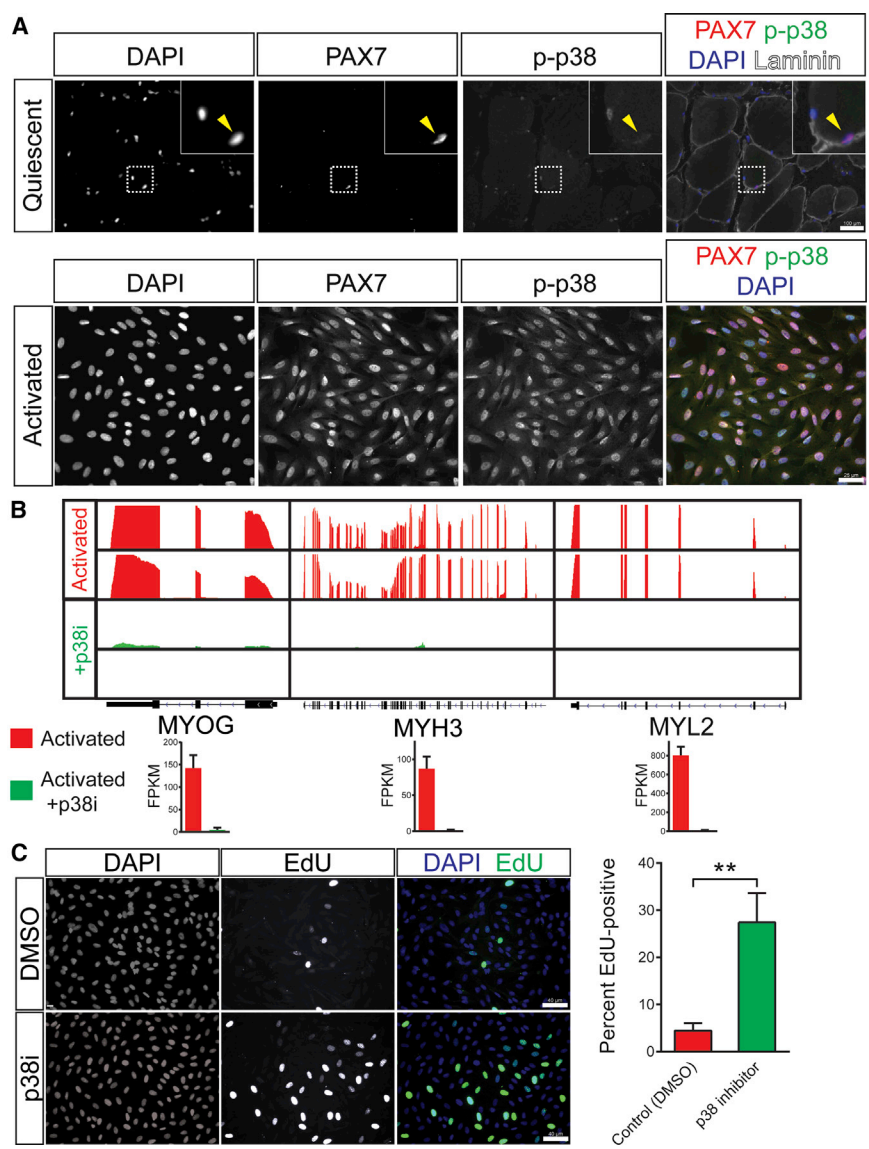 A
DAPI
PAX7
p-p38
PAX7 p-p38
DAPI Laminin
Quiescent
100 µm
DAPI
PAX7
p-p38
PAX7 p-p38
DAPI
Activated
25 µm
B
Activated
+p38i
MYOG
MYH3
MYL2
Activated
Activated
+p38i
FPKM
200
150
100
50
0
FPKM
100
50
0
FPKM
800
600
400
200
0
C
DAPI
EdU
DAPI EdU
DMSO
40 µm
p38i
40 µm
Percent EdU-positive
40
30
20
10
0
**
Control (DMSO)
p38 inhibitor